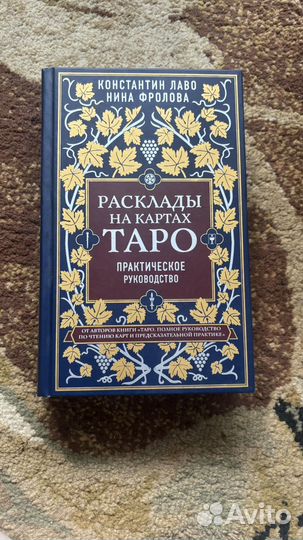 КОНСТАНТИН ЛАВО
НИНА ФРОЛОВА
РАСКЛАДЫ
НА КАРТАХ
ТАРО
ПРАКТИЧЕСКОЕ
РУКОВОДСТВО
ОТ АВТОРОВ КНИГИ «ТАРО. ПОЛНОЕ РУКОВОДСТВО
ПО ЧТЕНИЮ КАРТ И ПРЕДСКАЗАТЕЛЬНОЙ ПРАКТИКЕ»
Avito